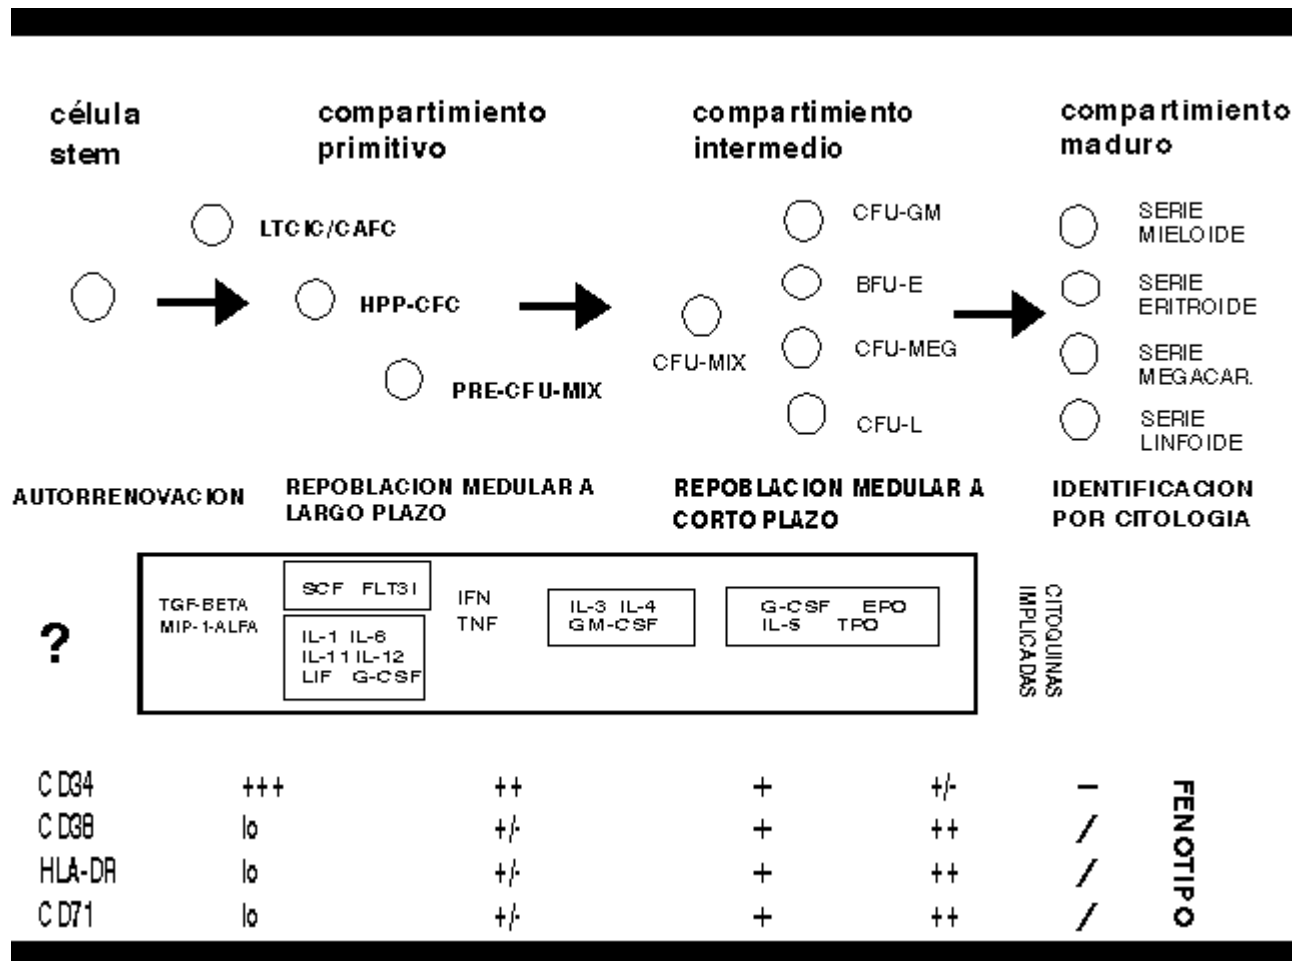 célula
stem
compartimiento
primitivo
compartimiento
intermedio
compartimiento
maduro
LTCIC/CAFC
HPP-CFC
PRE-CFU-MIX
CFU-MIX
CFU-GM
BFU-E
CFU-MEG
CFU-L
SERIE
MIELOIDE
SERIE
ERITROIDE
SERIE
MEGACAR.
SERIE
LINFOIDE
AUTORRENOVACION
REPOBLACION MEDULAR A
LARGO PLAZO
REPOBLACION MEDULAR A
CORTO PLAZO
IDENTIFICACION
POR CITOLOGIA
?
TGF-BETA
MIP-1-ALFA
SCF FLT3I
IL-1 IL-6
IL-11 IL-12
LIF G-CSF
IFN
TNF
IL-3 IL-4
GM-CSF
G-CSF EPO
IL-5 TPO
CITOQUINAS
IMPLICADAS
CD34 +++ ++ + +/- -
CD38 lo +/- + ++ /
HLA-DR lo +/- + ++ /
CD71 lo +/- + ++ /
FENOTIPO